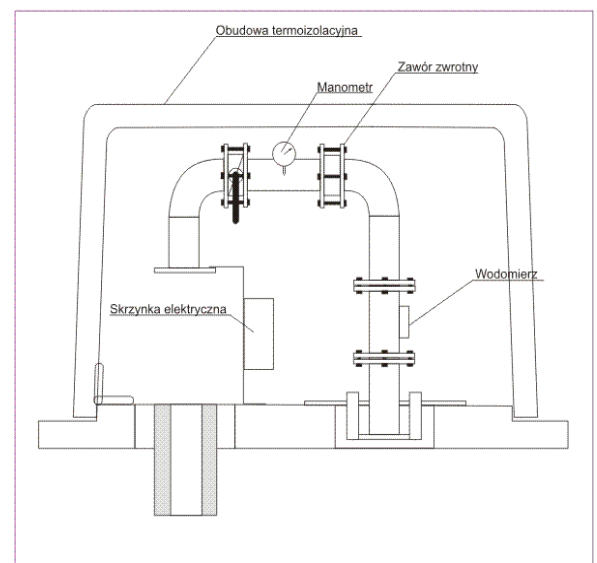 Obudowa termoizolacyjna
Zawór zwrotny
Manometr
Wodomierz
Skrzynka elektryczna